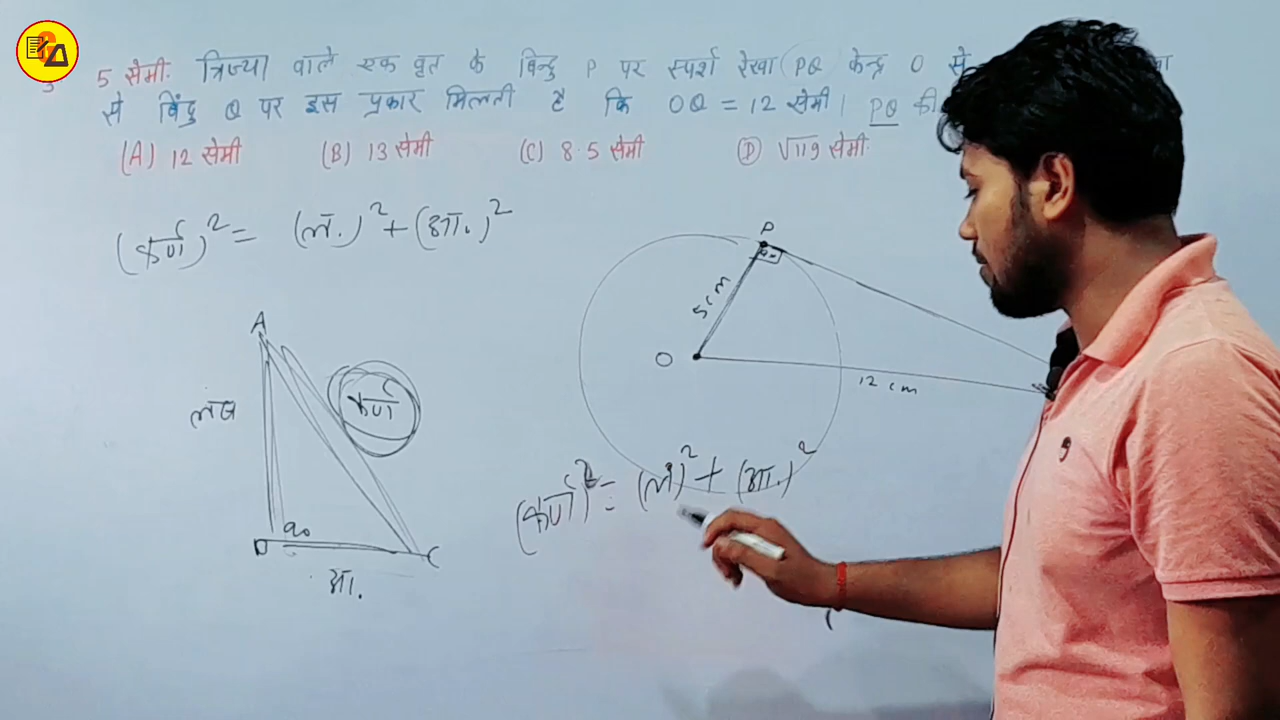 5 सेमी. त्रिज्या वाले एक वृत के बिन्दु P पर स्पर्श रेखा PQ केन्द्र O से
से बिंदु Q पर इस प्रकार मिलती है कि OQ = 12 सेमी। PQ की
(A) 12 सेमी (B) 13 सेमी (C) 8.5 सेमी (D) √119 सेमी.
(कर्ण)² = (लं.)² + (आ.)²
P
5cm
O
12 cm
A
कर्ण
लंब
90
C
आ.
(कर्ण)² = (लं)² + (आ.)²